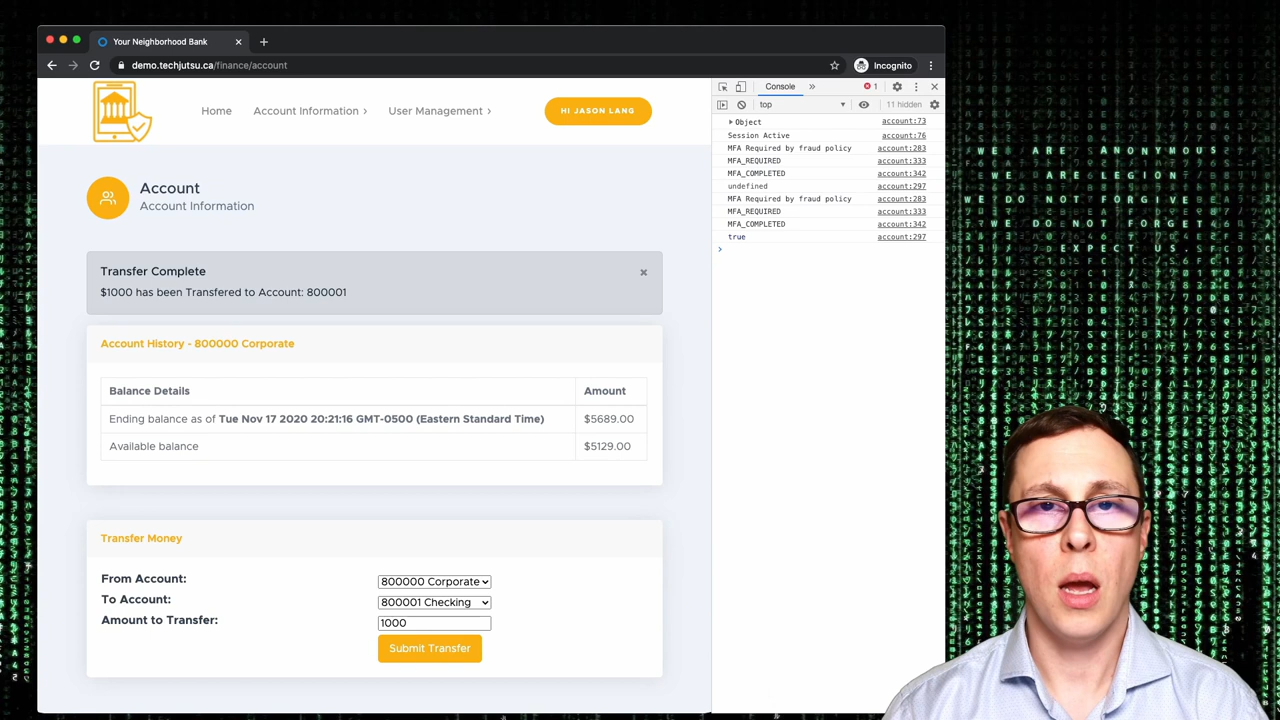 Your Neighborhood Bank
demo.techjutsu.ca/finance/account
Incognito
Home
Account Information
User Management
HI JASON LANG
Account
Account Information
Transfer Complete
$1000 has been Transfered to Account: 800001
Account History - 800000 Corporate
Balance Details Amount
Ending balance as of Tue Nov 17 2020 20:21:16 GMT-0500 (Eastern Standard Time) $5689.00
Available balance $5129.00
Transfer Money
From Account: 800000 Corporate
To Account: 800001 Checking
Amount to Transfer: 1000
Submit Transfer
Console
1
top
11 hidden
Object account:73
Session Active account:76
MFA Required by fraud policy account:283
MFA_REQUIRED account:333
MFA_COMPLETED account:342
undefined account:297
MFA Required by fraud policy account:283
MFA_REQUIRED account:333
MFA_COMPLETED account:342
true account:297
WE ARE ANONYMOUS
WE ARE LEGION
WE DO NOT FORGIVE
WE DO NOT FORGET
EXPECT US.